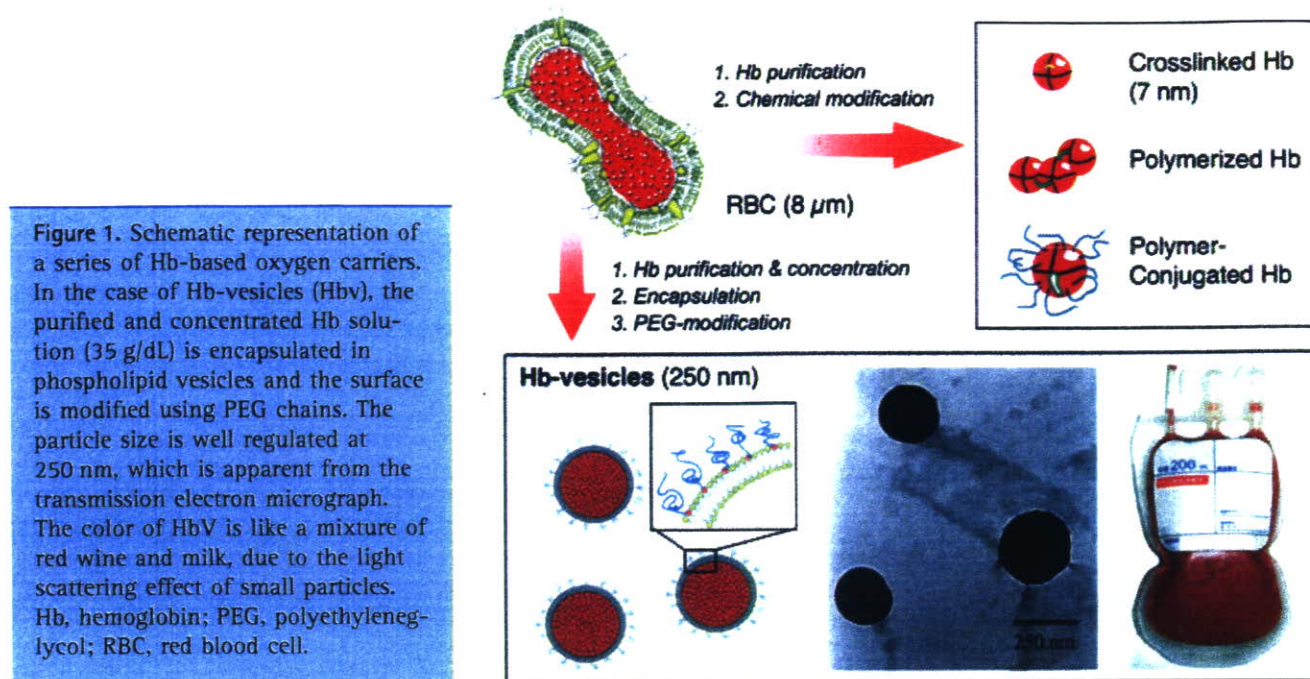 Figure 1. Schematic representation of
a series of Hb-based oxygen carriers.
In the case of Hb-vesicles (Hbv), the
purified and concentrated Hb solu-
tion (35 g/dL) is encapsulated in
phospholipid vesicles and the surface
is modified using PEG chains. The
particle size is well regulated at
250 nm, which is apparent from the
transmission electron micrograph.
The color of HbV is like a mixture of
red wine and milk, due to the light
scattering effect of small particles.
Hb, hemoglobin; PEG, polyethyleneg-
lycol; RBC, red blood cell.
1. Hb purification
2. Chemical modification
RBC (8 µm)
Crosslinked Hb
(7 nm)
Polymerized Hb
Polymer-
Conjugated Hb
1. Hb purification & concentration
2. Encapsulation
3. PEG-modification
Hb-vesicles (250 nm)
250 nm
200